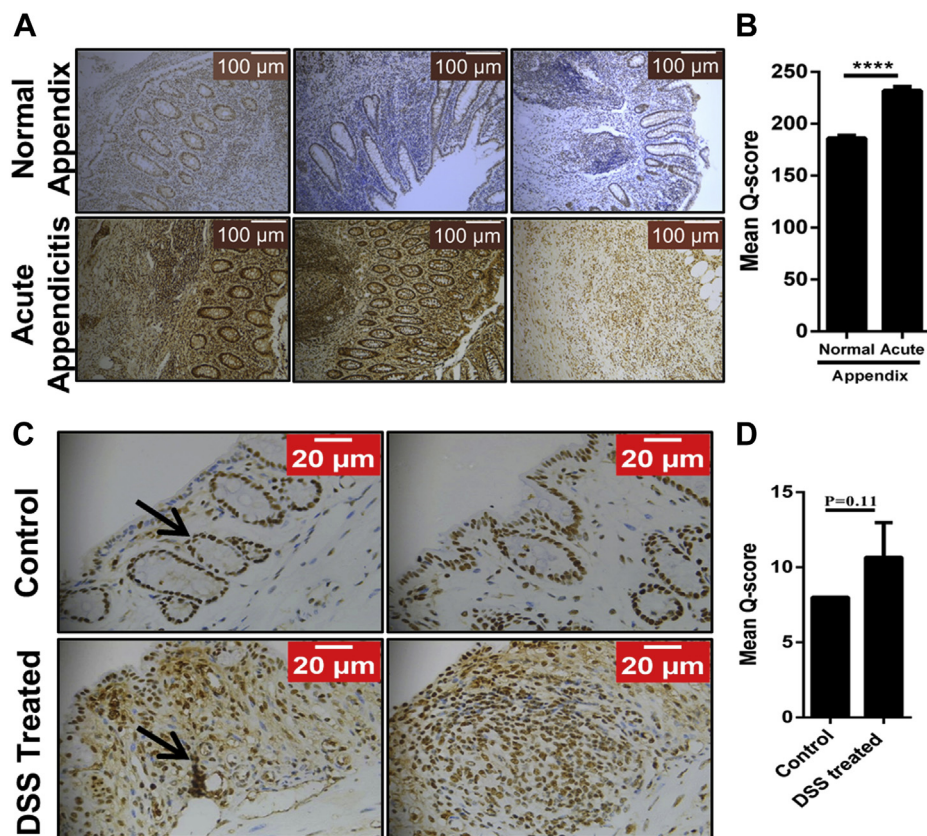 A
Normal
Appendix
100 µm
100 µm
100 µm
Acute
Appendicitis
100 µm
100 µm
100 µm
B
****
250
200
150
100
50
0
Mean Q-score
Normal Acute
Appendix
C
Control
20 µm
20 µm
DSS Treated
20 µm
20 µm
D
P=0.11
15
10
5
0
Mean Q-score
Control
DSS treated